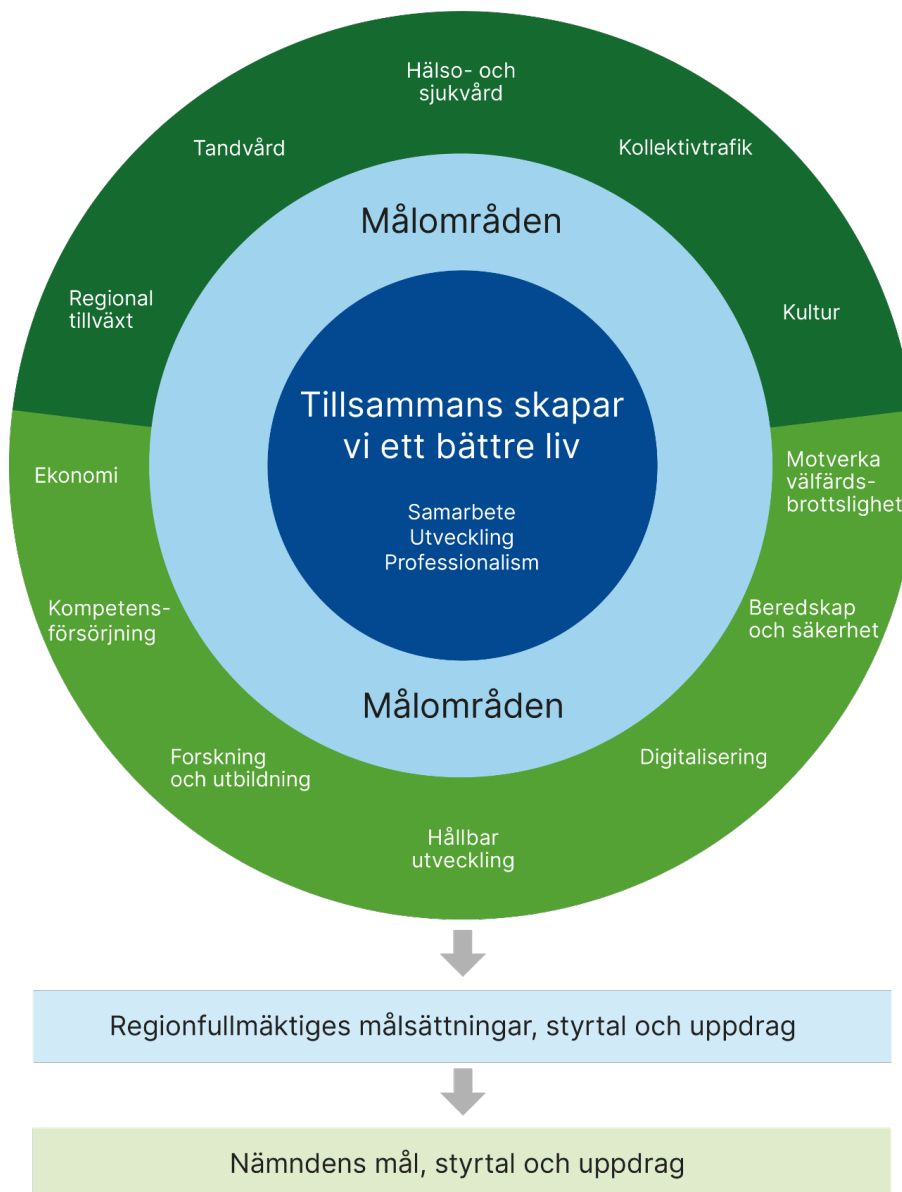 Hälso- och
sjukvård
Tandvård
Kollektivtrafik
Målområden
Regional
tillväxt
Kultur
Tillsammans skapar
vi ett bättre liv
Samarbete
Utveckling
Professionalism
Ekonomi
Motverka
välfärds-
brottslighet
Kompetens-
försörjning
Beredskap
och säkerhet
Målområden
Forskning
och utbildning
Digitalisering
Hållbar
utveckling
Regionfullmäktiges målsättningar, styrtal och uppdrag
Nämndens mål, styrtal och uppdrag